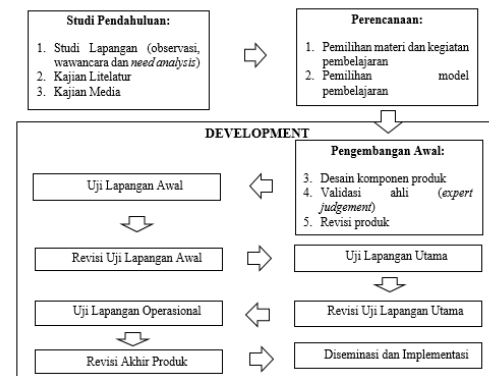 Studi Pendahuluan:
1. Studi Lapangan (observasi,
wawancara dan need analysis)
2. Kajian Litelatur
3. Kajian Media
Perencanaan:
1. Pemilihan materi dan kegiatan
pembelajaran
2. Pemilihan model
pembelajaran
DEVELOPMENT
Pengembangan Awal:
3. Desain komponen produk
4. Validasi ahli (expert
judgement)
5. Revisi produk
Uji Lapangan Awal
Revisi Uji Lapangan Awal
Uji Lapangan Utama
Revisi Uji Lapangan Utama
Uji Lapangan Operasional
Revisi Akhir Produk
Diseminasi dan Implementasi